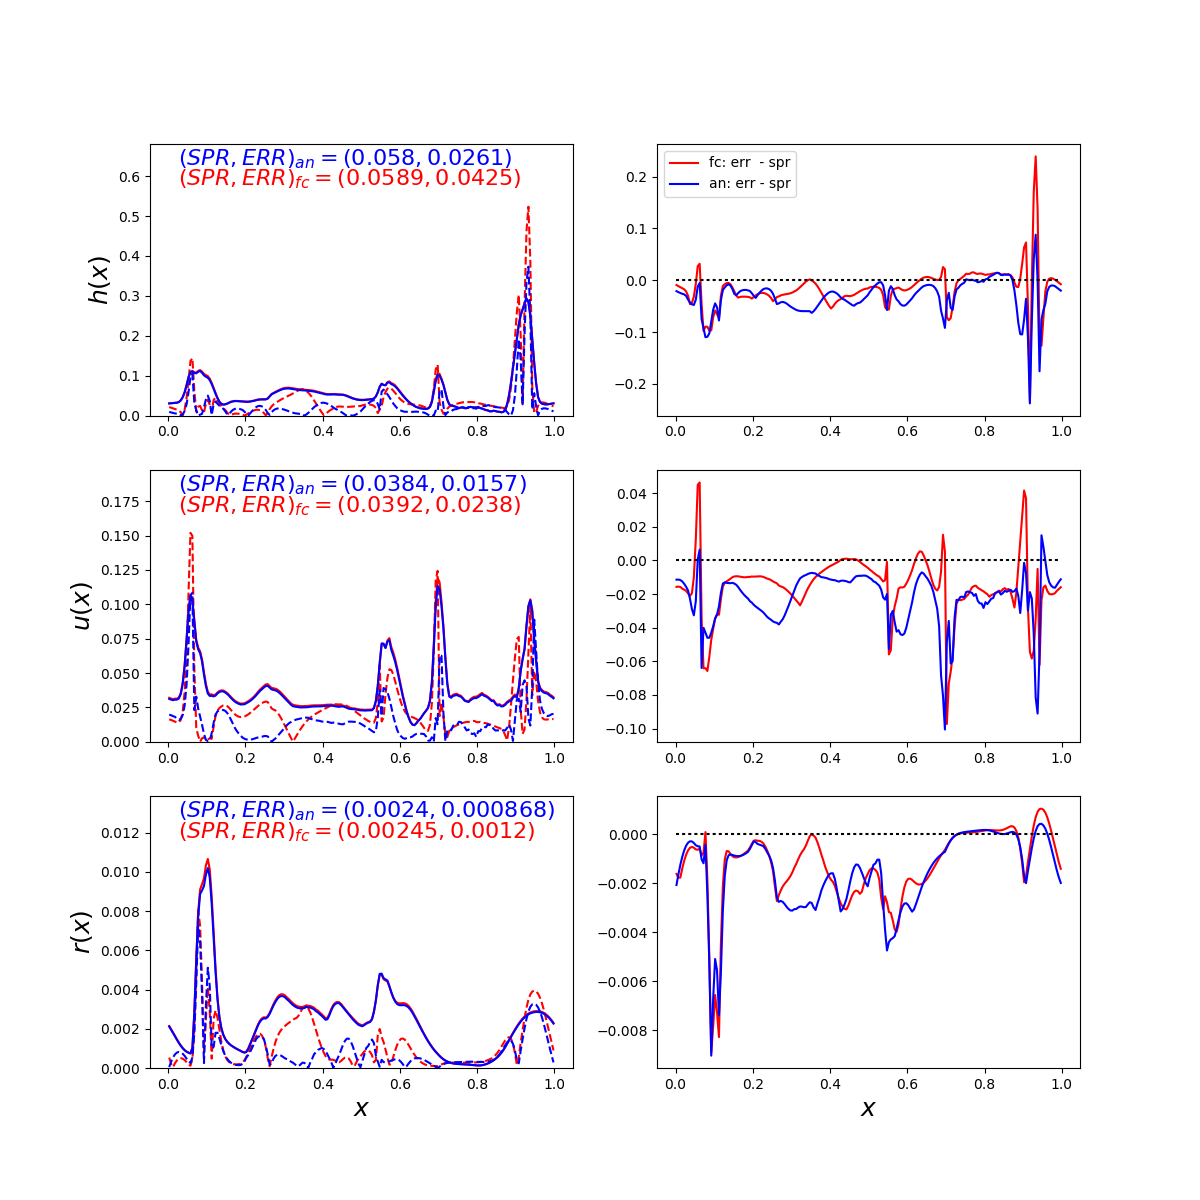 (SPR, ERR)an = (0.058, 0.0261)
(SPR, ERR)fc = (0.0589, 0.0425)
h(x)
0.6
0.5
0.4
0.3
0.2
0.1
0.0
0.0 0.2 0.4 0.6 0.8 1.0
fc: err - spr
an: err - spr
0.2
0.1
0.0
−0.1
−0.2
0.0 0.2 0.4 0.6 0.8 1.0
(SPR, ERR)an = (0.0384, 0.0157)
(SPR, ERR)fc = (0.0392, 0.0238)
u(x)
0.175
0.150
0.125
0.100
0.075
0.050
0.025
0.000
0.0 0.2 0.4 0.6 0.8 1.0
0.04
0.02
0.00
−0.02
−0.04
−0.06
−0.08
−0.10
0.0 0.2 0.4 0.6 0.8 1.0
(SPR, ERR)an = (0.0024, 0.000868)
(SPR, ERR)fc = (0.00245, 0.0012)
r(x)
0.012
0.010
0.008
0.006
0.004
0.002
0.000
0.0 0.2 0.4 0.6 0.8 1.0
x
0.000
−0.002
−0.004
−0.006
−0.008
0.0 0.2 0.4 0.6 0.8 1.0
x